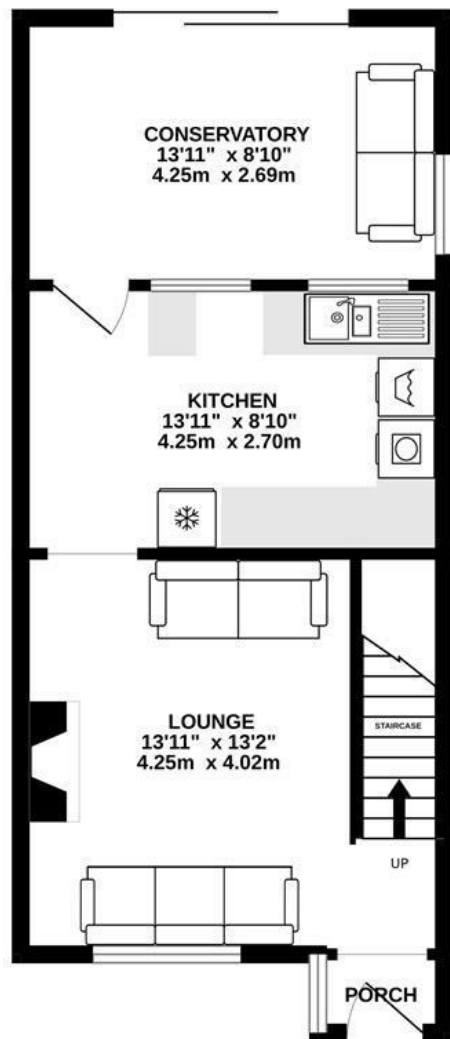 CONSERVATORY
13'11" x 8'10"
4.25m x 2.69m
KITCHEN
13'11" x 8'10"
4.25m x 2.70m
LOUNGE
13'11" x 13'2"
4.25m x 4.02m
STAIRCASE
UP
PORCH